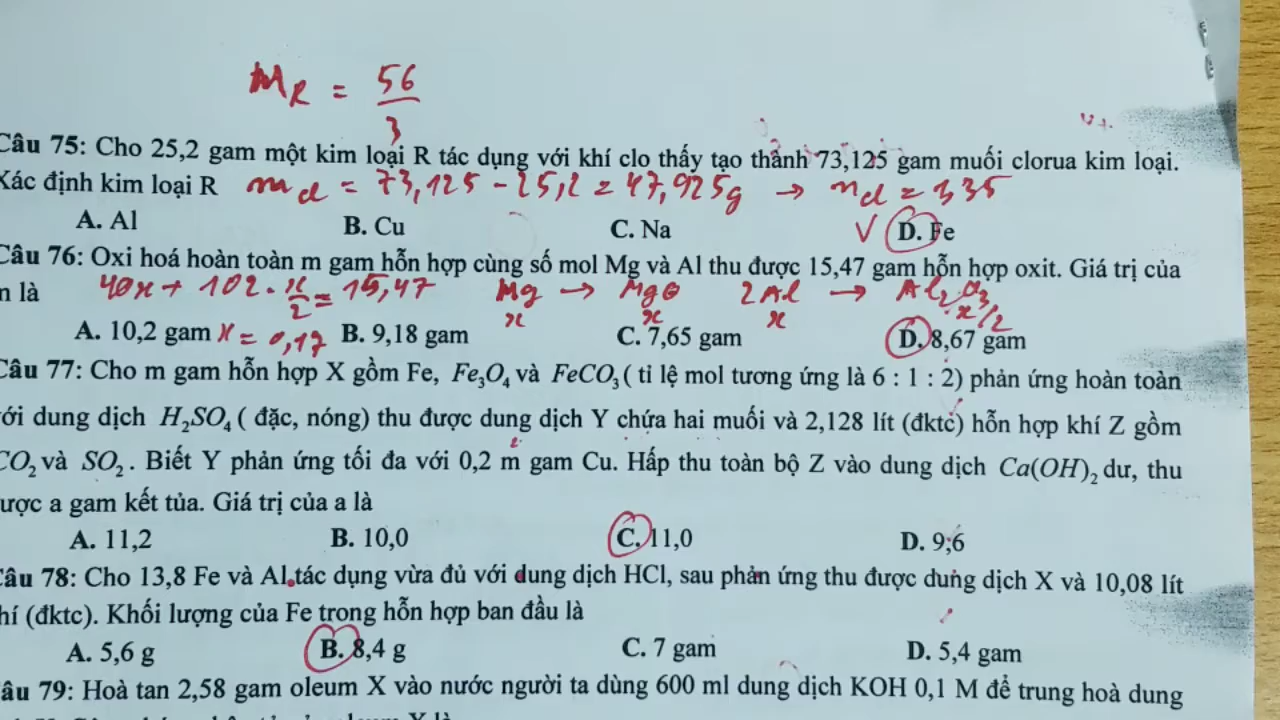 M_R = 56/3
Câu 75: Cho 25,2 gam một kim loại R tác dụng với khí clo thấy tạo thành 73,125 gam muối clorua kim loại.
Xác định kim loại R m_cl = 73,125 - 25,2 = 47,925g → n_cl = 1,35
A. Al B. Cu C. Na V D. Fe
Câu 76: Oxi hoá hoàn toàn m gam hỗn hợp cùng số mol Mg và Al thu được 15,47 gam hỗn hợp oxit. Giá trị của
m là 40x + 102 . x/2 = 15,47 Mg → MgO 2Al → Al₂O₃
x x x x/2
A. 10,2 gam x = 0,17 B. 9,18 gam C. 7,65 gam D. 8,67 gam
Câu 77: Cho m gam hỗn hợp X gồm Fe, Fe₃O₄ và FeCO₃ ( tỉ lệ mol tương ứng là 6 : 1 : 2) phản ứng hoàn toàn
ới dung dịch H₂SO₄ ( đặc, nóng) thu được dung dịch Y chứa hai muối và 2,128 lít (đktc) hỗn hợp khí Z gồm
CO₂ và SO₂. Biết Y phản ứng tối đa với 0,2 m gam Cu. Hấp thu toàn bộ Z vào dung dịch Ca(OH)₂ dư, thu
ược a gam kết tủa. Giá trị của a là
A. 11,2 B. 10,0 C. 11,0 D. 9,6
Câu 78: Cho 13,8 Fe và Al tác dụng vừa đủ với dung dịch HCl, sau phản ứng thu được dung dịch X và 10,08 lít
hí (đktc). Khối lượng của Fe trong hỗn hợp ban đầu là
A. 5,6 g B. 8,4 g C. 7 gam D. 5,4 gam
âu 79: Hoà tan 2,58 gam oleum X vào nước người ta dùng 600 ml dung dịch KOH 0,1 M để trung hoà dung